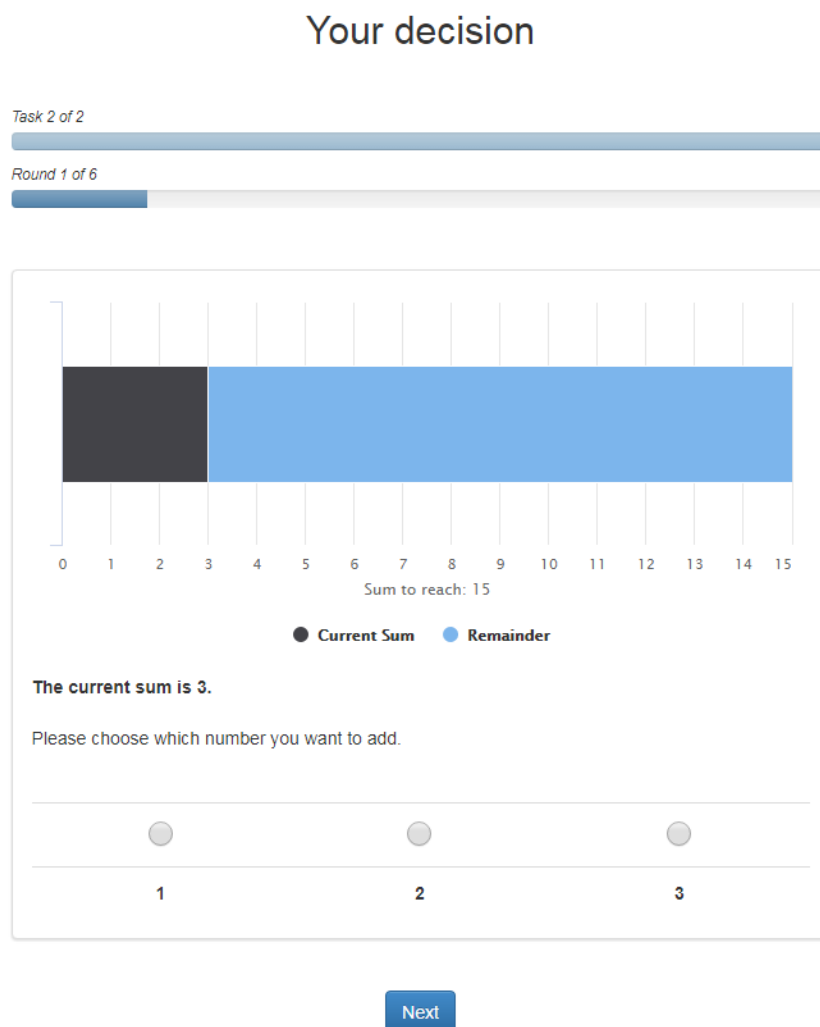 Your decision
Task 2 of 2
Round 1 of 6
0 1 2 3 4 5 6 7 8 9 10 11 12 13 14 15
Sum to reach: 15
Current Sum Remainder
The current sum is 3.
Please choose which number you want to add.
1 2 3
Next